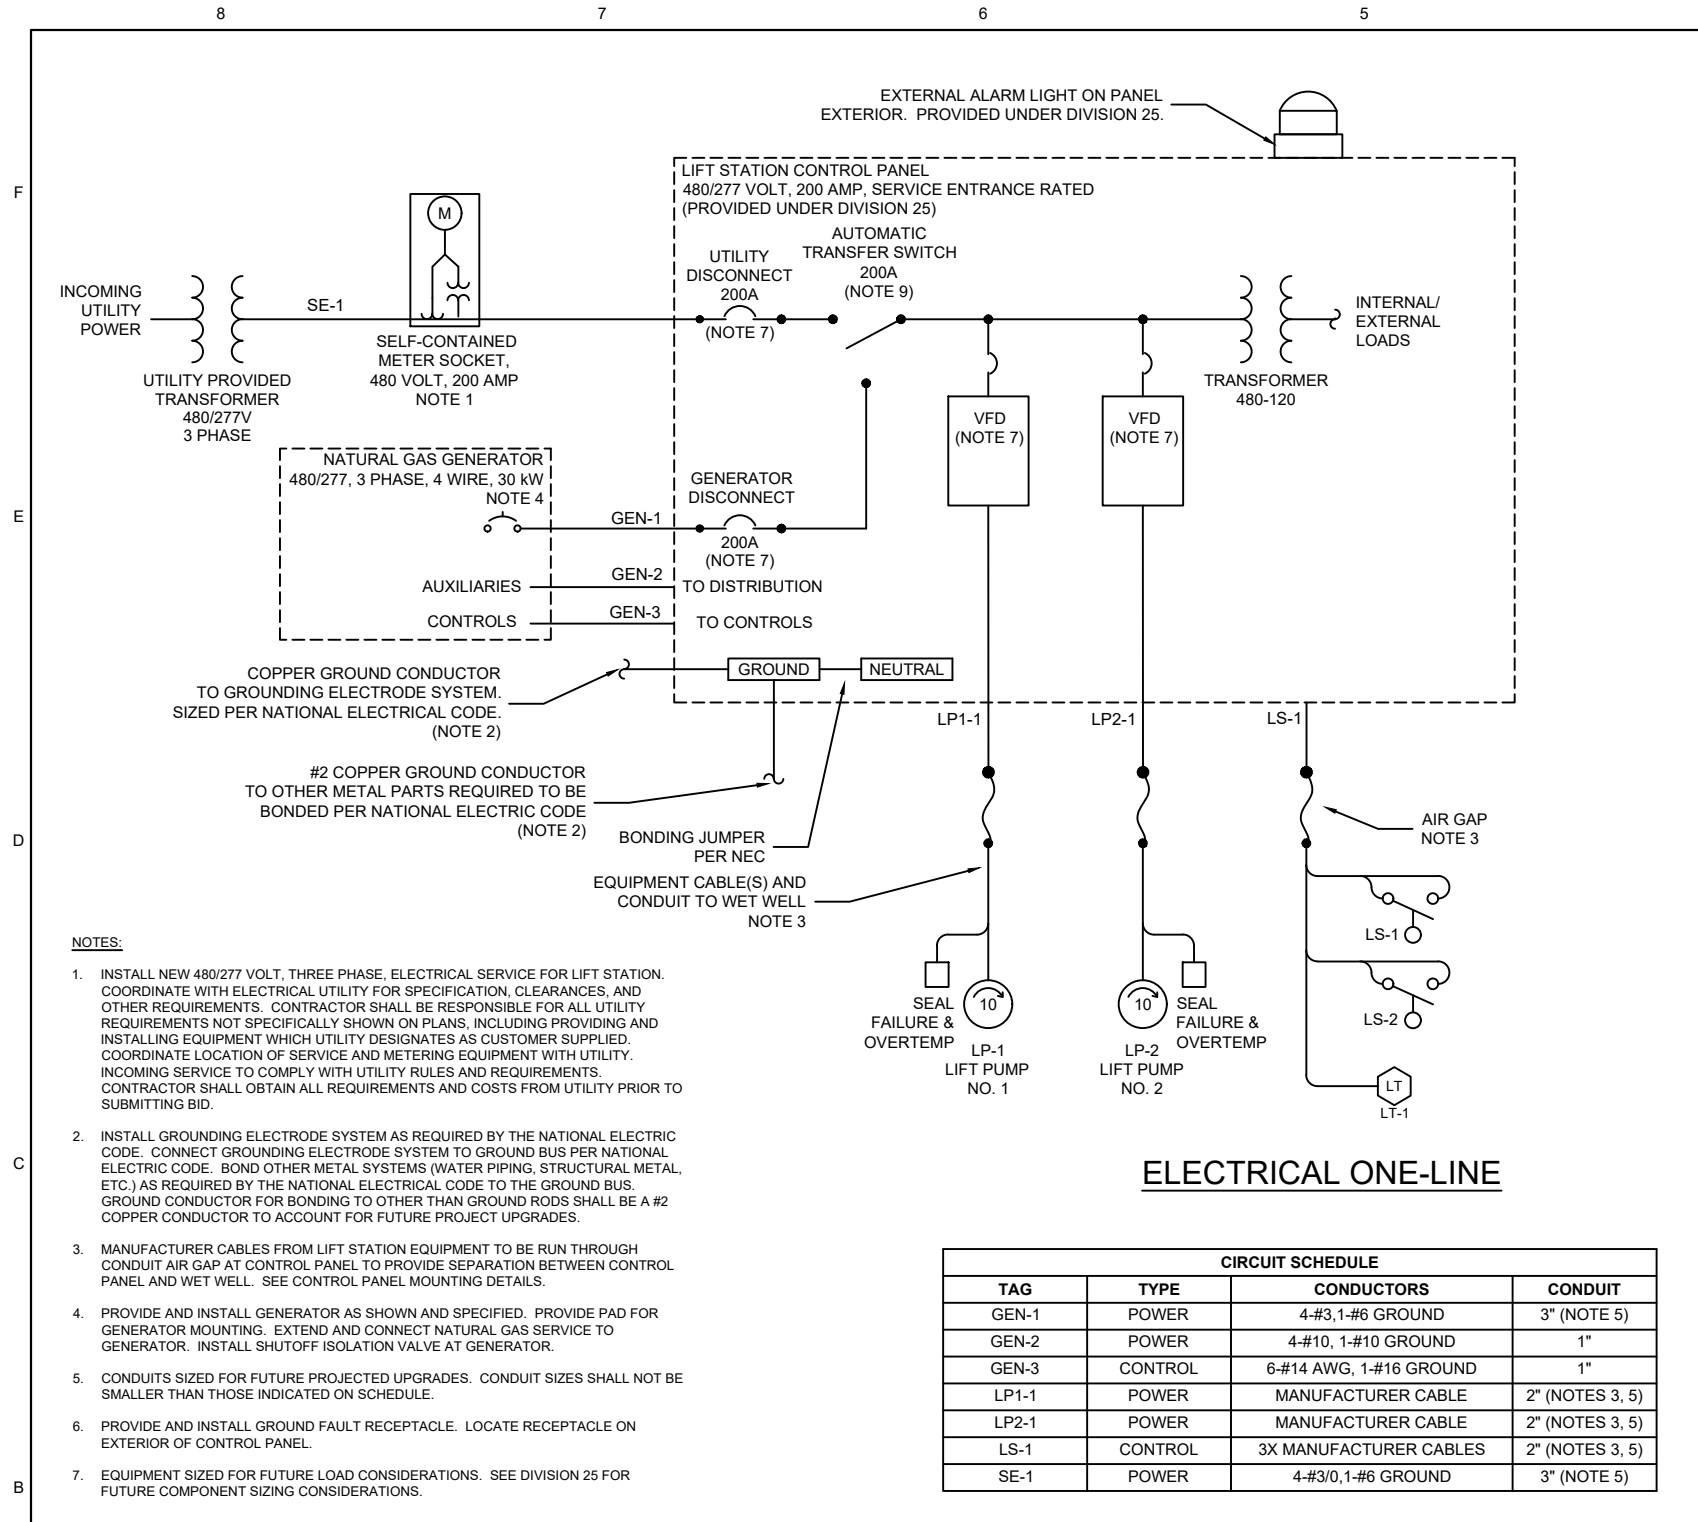 8
7
6
5
F
E
D
C
B
EXTERNAL ALARM LIGHT ON PANEL
EXTERIOR.  PROVIDED UNDER DIVISION 25.
LIFT STATION CONTROL PANEL
480/277 VOLT, 200 AMP, SERVICE ENTRANCE RATED
(PROVIDED UNDER DIVISION 25)
M
INCOMING
UTILITY
POWER
SE-1
UTILITY PROVIDED
TRANSFORMER
480/277V
3 PHASE
SELF-CONTAINED
METER SOCKET,
480 VOLT, 200 AMP
NOTE 1
UTILITY
DISCONNECT
200A
(NOTE 7)
AUTOMATIC
TRANSFER SWITCH
200A
(NOTE 9)
INTERNAL/
EXTERNAL
LOADS
TRANSFORMER
480-120
VFD
(NOTE 7)
VFD
(NOTE 7)
NATURAL GAS GENERATOR
480/277, 3 PHASE, 4 WIRE, 30 kW
NOTE 4
GEN-1
GENERATOR
DISCONNECT
200A
(NOTE 7)
AUXILIARIES
GEN-2
TO DISTRIBUTION
CONTROLS
GEN-3
TO CONTROLS
GROUND
NEUTRAL
COPPER GROUND CONDUCTOR
TO GROUNDING ELECTRODE SYSTEM.
SIZED PER NATIONAL ELECTRICAL CODE.
(NOTE 2)
#2 COPPER GROUND CONDUCTOR
TO OTHER METAL PARTS REQUIRED TO BE
BONDED PER NATIONAL ELECTRIC CODE
(NOTE 2)
BONDING JUMPER
PER NEC
EQUIPMENT CABLE(S) AND
CONDUIT TO WET WELL
NOTE 3
LP1-1
LP2-1
LS-1
AIR GAP
NOTE 3
LS-1
LS-2
LT
LT-1
SEAL
FAILURE &
OVERTEMP
10
LP-1
LIFT PUMP
NO. 1
10
LP-2
LIFT PUMP
NO. 2
SEAL
FAILURE &
OVERTEMP
NOTES:
1. INSTALL NEW 480/277 VOLT, THREE PHASE, ELECTRICAL SERVICE FOR LIFT STATION.
COORDINATE WITH ELECTRICAL UTILITY FOR SPECIFICATION, CLEARANCES, AND
OTHER REQUIREMENTS.  CONTRACTOR SHALL BE RESPONSIBLE FOR ALL UTILITY
REQUIREMENTS NOT SPECIFICALLY SHOWN ON PLANS, INCLUDING PROVIDING AND
INSTALLING EQUIPMENT WHICH UTILITY DESIGNATES AS CUSTOMER SUPPLIED.
COORDINATE LOCATION OF SERVICE AND METERING EQUIPMENT WITH UTILITY.
INCOMING SERVICE TO COMPLY WITH UTILITY RULES AND REQUIREMENTS.
CONTRACTOR SHALL OBTAIN ALL REQUIREMENTS AND COSTS FROM UTILITY PRIOR TO
SUBMITTING BID.
2. INSTALL GROUNDING ELECTRODE SYSTEM AS REQUIRED BY THE NATIONAL ELECTRIC
CODE.  CONNECT GROUNDING ELECTRODE SYSTEM TO GROUND BUS PER NATIONAL
ELECTRIC CODE.  BOND OTHER METAL SYSTEMS (WATER PIPING, STRUCTURAL METAL,
ETC.) AS REQUIRED BY THE NATIONAL ELECTRICAL CODE TO THE GROUND BUS.
GROUND CONDUCTOR FOR BONDING TO OTHER THAN GROUND RODS SHALL BE A #2
COPPER CONDUCTOR TO ACCOUNT FOR FUTURE PROJECT UPGRADES.
3. MANUFACTURER CABLES FROM LIFT STATION EQUIPMENT TO BE RUN THROUGH
CONDUIT AIR GAP AT CONTROL PANEL TO PROVIDE SEPARATION BETWEEN CONTROL
PANEL AND WET WELL.  SEE CONTROL PANEL MOUNTING DETAILS.
4. PROVIDE AND INSTALL GENERATOR AS SHOWN AND SPECIFIED.  PROVIDE PAD FOR
GENERATOR MOUNTING.  EXTEND AND CONNECT NATURAL GAS SERVICE TO
GENERATOR.  INSTALL SHUTOFF ISOLATION VALVE AT GENERATOR.
5. CONDUITS SIZED FOR FUTURE PROJECTED UPGRADES.  CONDUIT SIZES SHALL NOT BE
SMALLER THAN THOSE INDICATED ON SCHEDULE.
6. PROVIDE AND INSTALL GROUND FAULT RECEPTACLE.  LOCATE RECEPTACLE ON
EXTERIOR OF CONTROL PANEL.
7. EQUIPMENT SIZED FOR FUTURE LOAD CONSIDERATIONS.  SEE DIVISION 25 FOR
FUTURE COMPONENT SIZING CONSIDERATIONS.
ELECTRICAL ONE-LINE
CIRCUIT SCHEDULE
TAG TYPE CONDUCTORS CONDUIT
GEN-1 POWER 4-#3,1-#6 GROUND 3" (NOTE 5)
GEN-2 POWER 4-#10, 1-#10 GROUND 1"
GEN-3 CONTROL 6-#14 AWG, 1-#16 GROUND 1"
LP1-1 POWER MANUFACTURER CABLE 2" (NOTES 3, 5)
LP2-1 POWER MANUFACTURER CABLE 2" (NOTES 3, 5)
LS-1 CONTROL 3X MANUFACTURER CABLES 2" (NOTES 3, 5)
SE-1 POWER 4-#3/0,1-#6 GROUND 3" (NOTE 5)